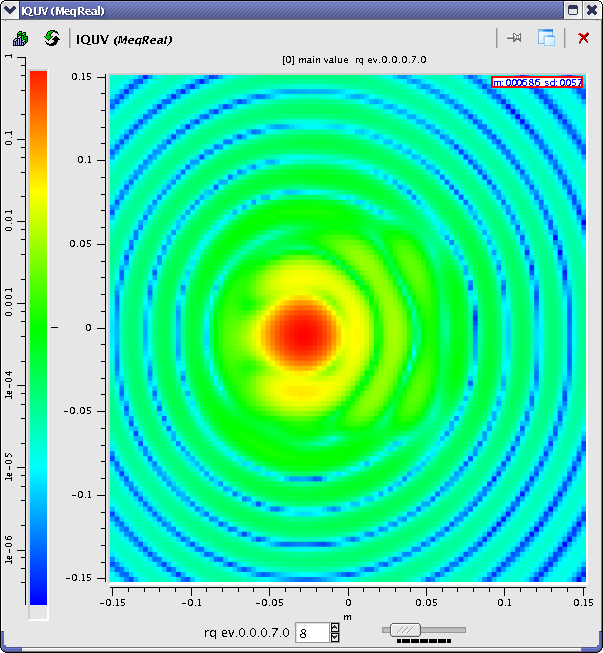 IQUV (MeqReal)
IQUV (MeqReal)
[0] main value rq ev.0.0.0.7.0
m:.000586 sd:.0057
1
0.1
0.01
0.001
1e-04
1e-05
1e-06
0.15
0.1
0.05
0
-0.05
-0.1
-0.15
-0.15 -0.1 -0.05 0 0.05 0.1 0.15
m
rq ev.0.0.0.7.0 8